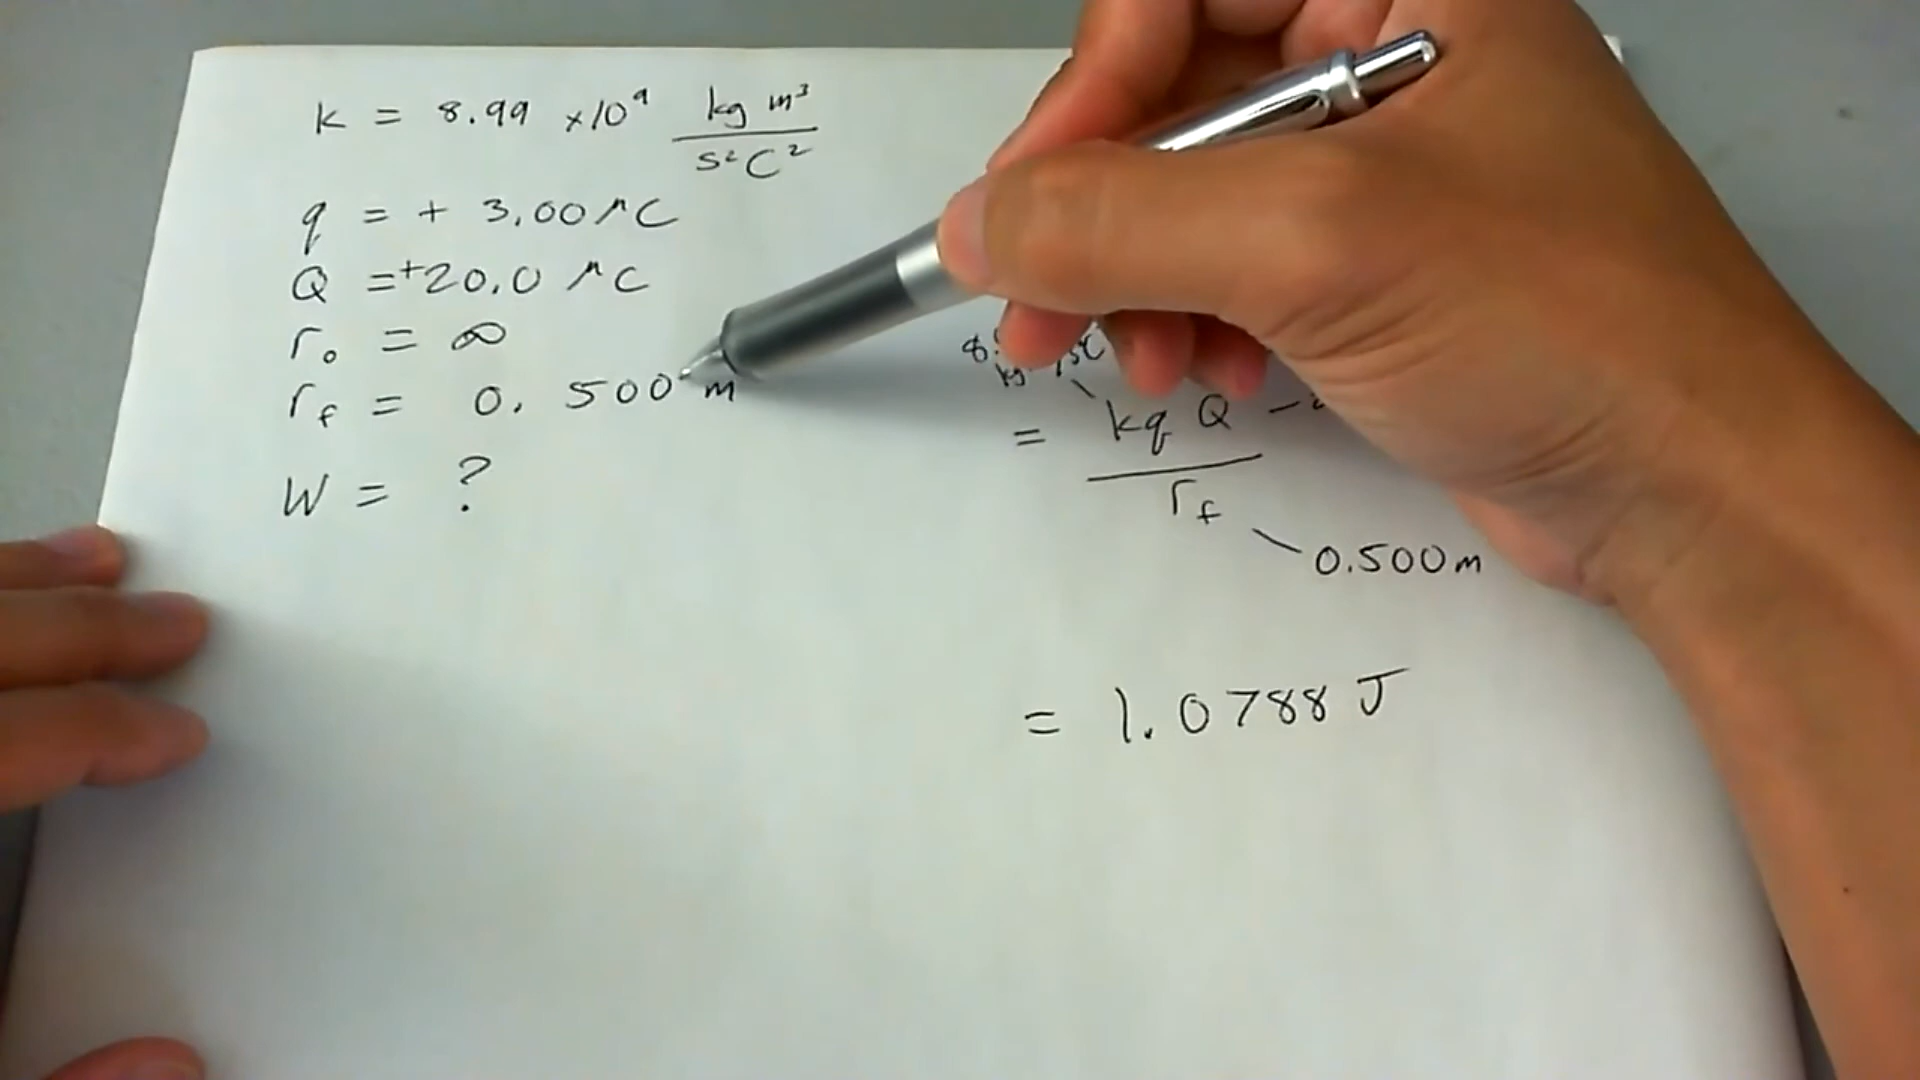 k = 8.99 ×10⁹ kg m³ / s²C²
q = + 3.00 μC
Q = +20.0 μC
r₀ = ∞
r_f = 0.500 m
W = ?
= kqQ / r_f
0.500m
= 1.0788 J